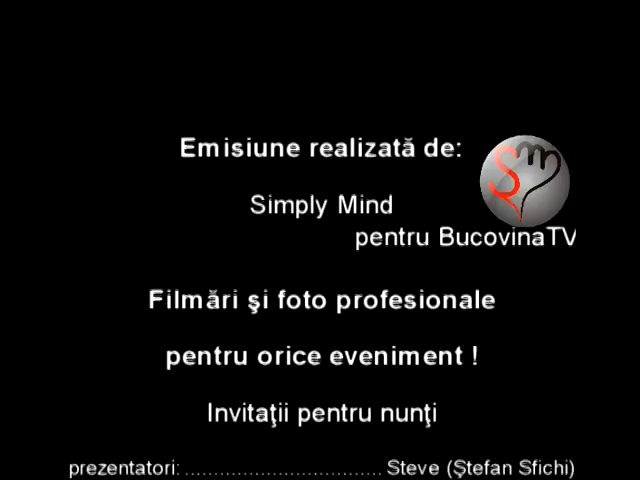 Emisiune realizată de:
Simply Mind
pentru BucovinaTV
Filmări şi foto profesionale
pentru orice eveniment !
Invitaţii pentru nunţi
prezentatori: .................................. Steve (Ştefan Sfichi)